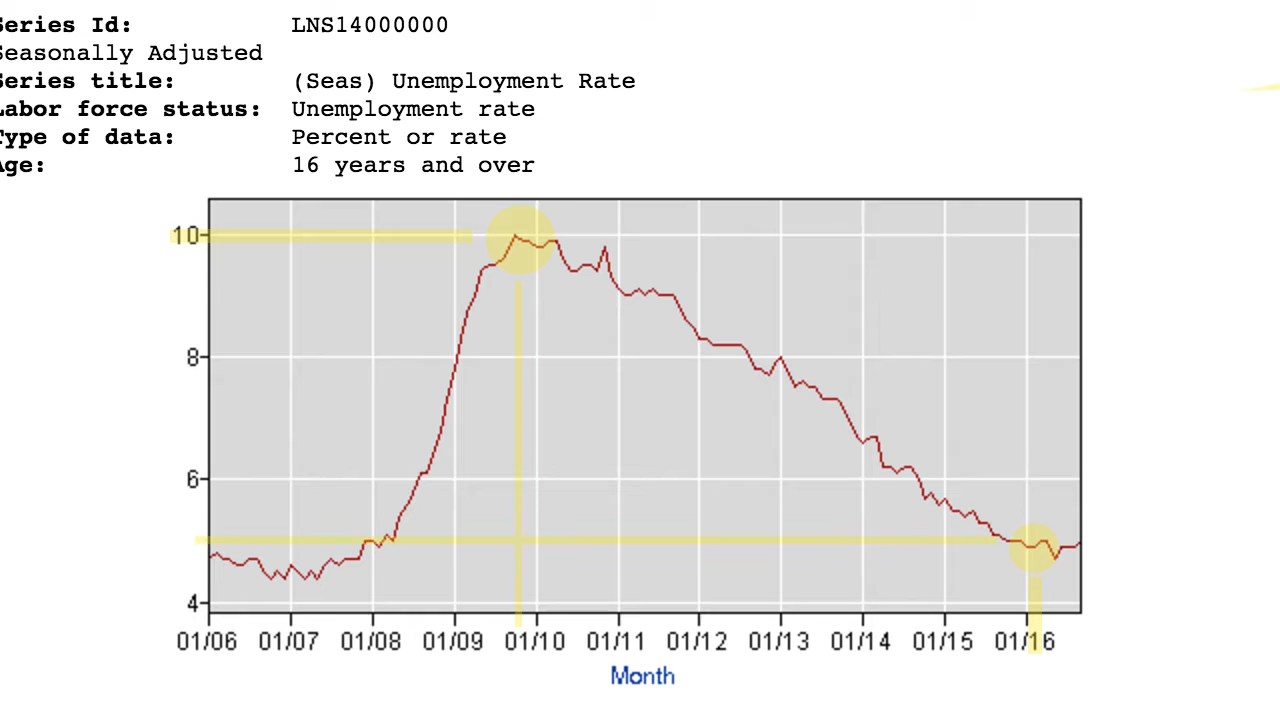 Series Id: LNS14000000
Seasonally Adjusted
Series title: (Seas) Unemployment Rate
Labor force status: Unemployment rate
Type of data: Percent or rate
Age: 16 years and over
10
8
6
4
01/06 01/07 01/08 01/09 01/10 01/11 01/12 01/13 01/14 01/15 01/16
Month